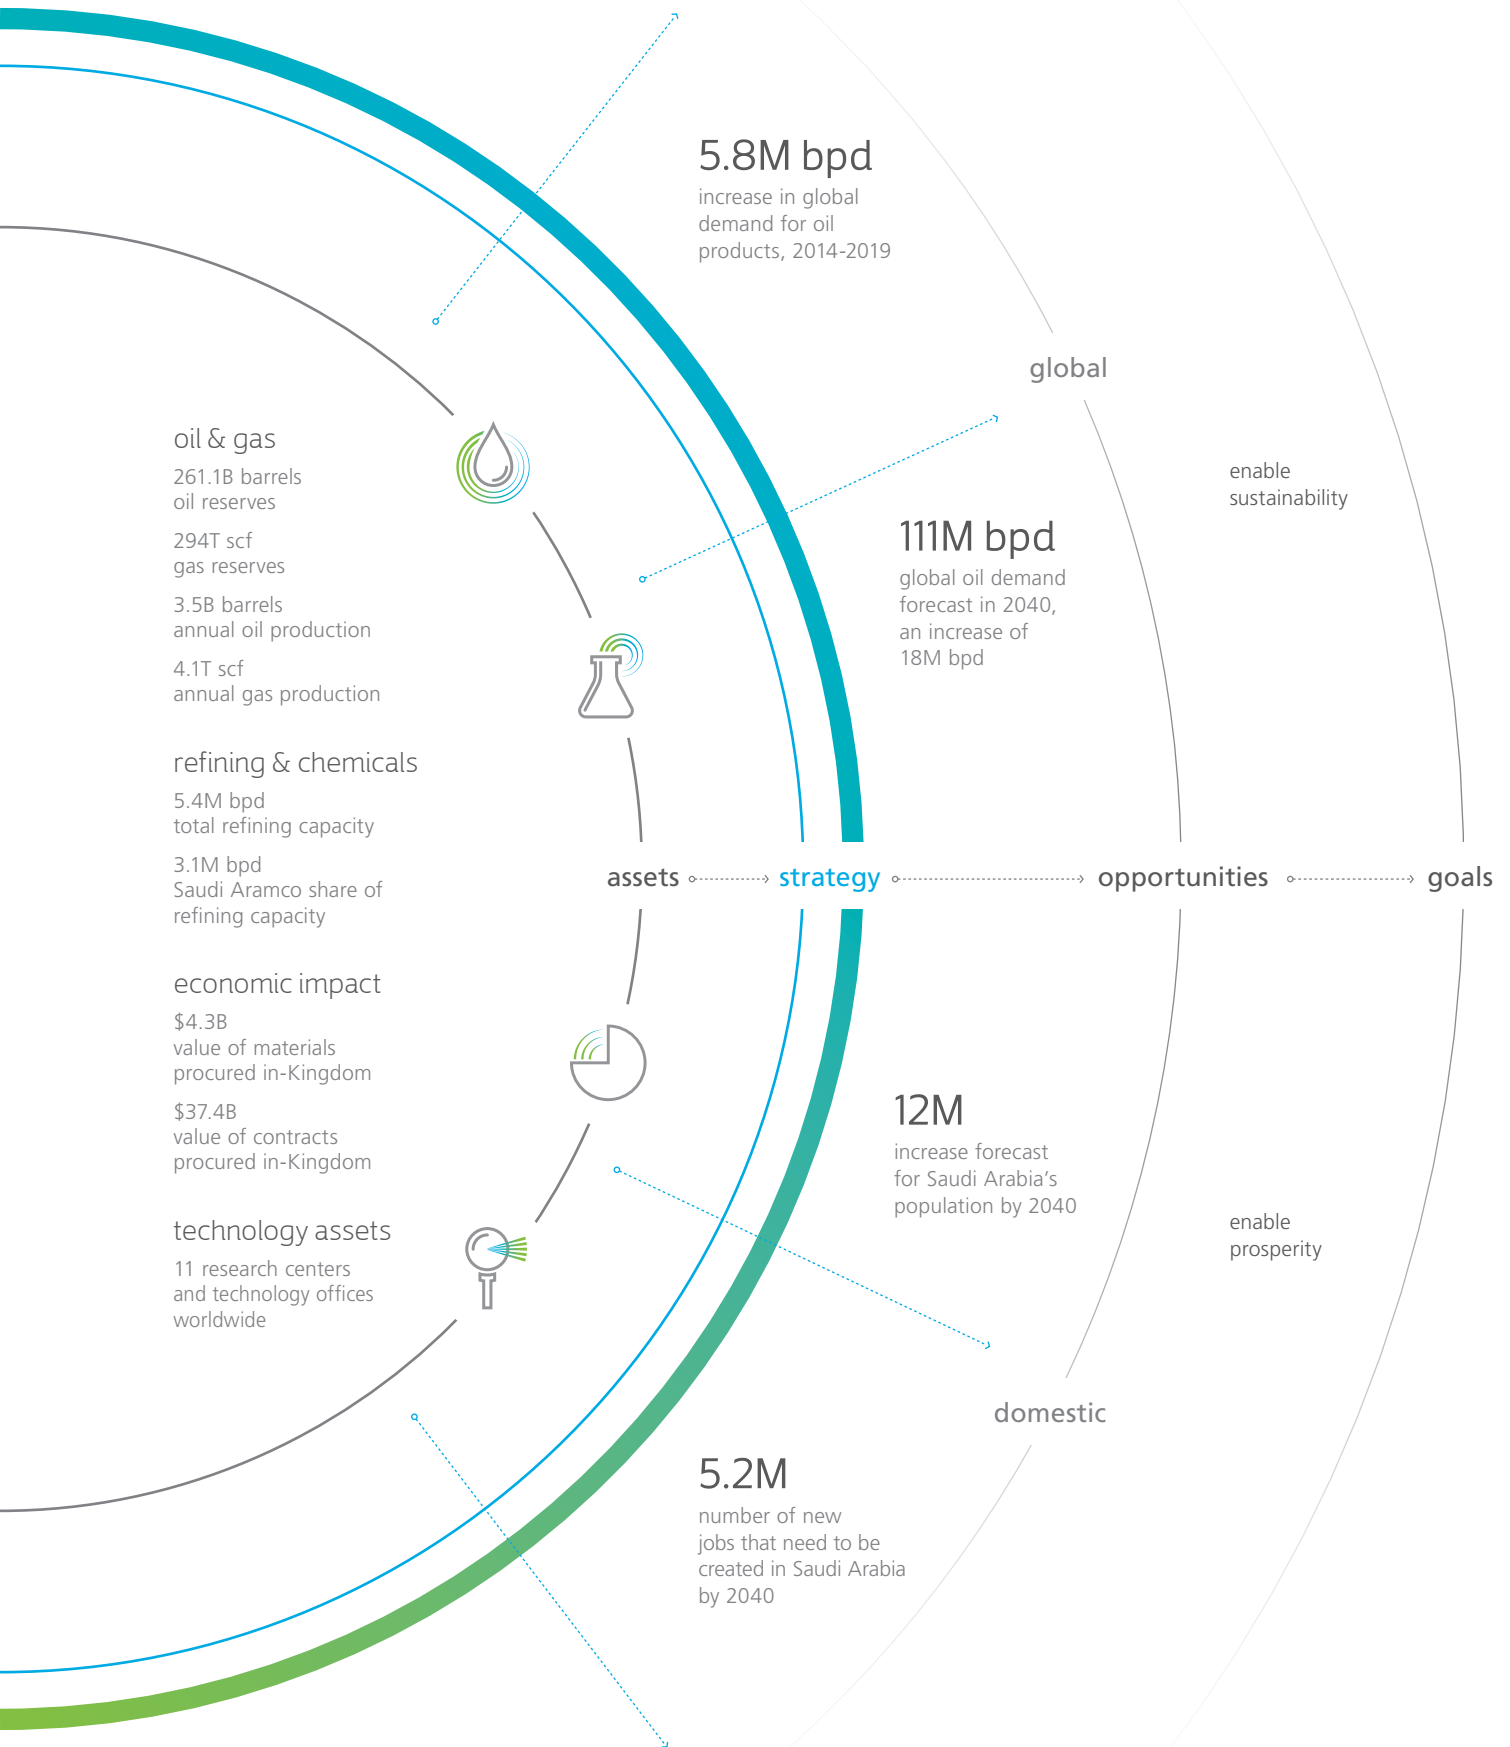 oil & gas
261.1B barrels
oil reserves
294T scf
gas reserves
3.5B barrels
annual oil production
4.1T scf
annual gas production
refining & chemicals
5.4M bpd
total refining capacity
3.1M bpd
Saudi Aramco share of
refining capacity
economic impact
$4.3B
value of materials
procured in-Kingdom
$37.4B
value of contracts
procured in-Kingdom
technology assets
11 research centers
and technology offices
worldwide
assets
strategy
opportunities
goals
5.8M bpd
increase in global
demand for oil
products, 2014-2019
global
111M bpd
global oil demand
forecast in 2040,
an increase of
18M bpd
enable
sustainability
12M
increase forecast
for Saudi Arabia's
population by 2040
domestic
5.2M
number of new
jobs that need to be
created in Saudi Arabia
by 2040
enable
prosperity